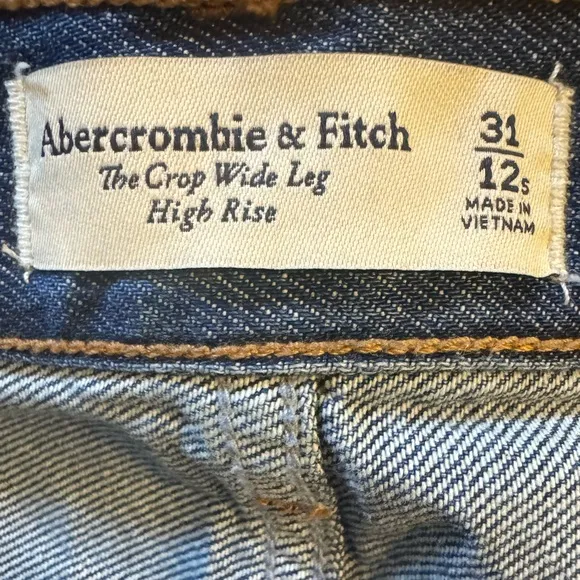 Abercrombie & Fitch
The Crop Wide Leg
High Rise
31
12s
MADE IN
VIETNAM